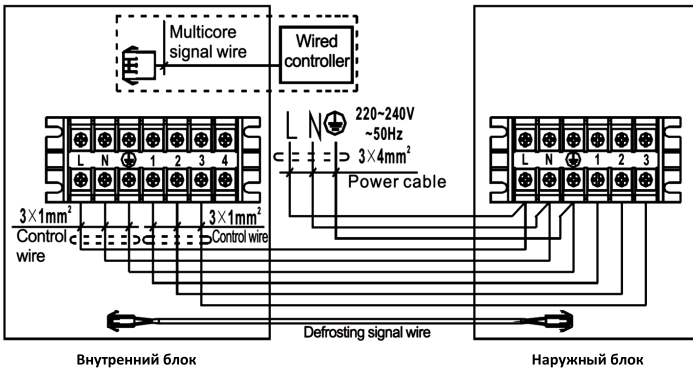 Multicore
signal wire
Wired
controller
L N 220~240V
~50Hz
3×4mm²
Power cable
L N 1 2 3 4
L N 1 2 3
3×1mm²
Control
wire
3×1mm²
Control wire
Defrosting signal wire
Внутренний блок
Наружный блок